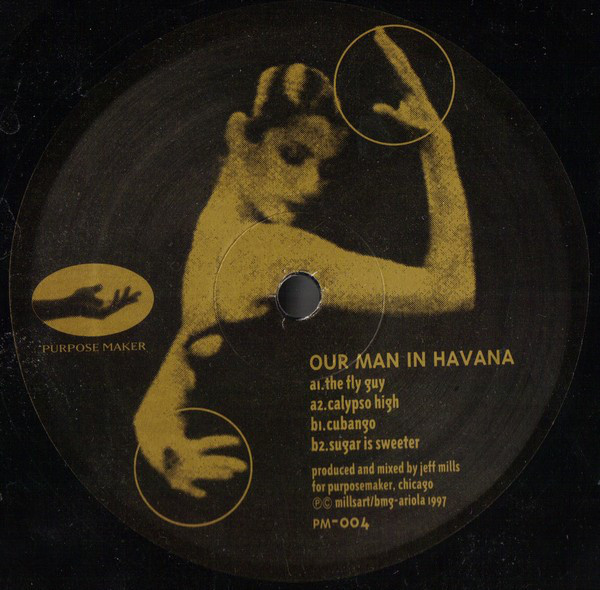 PURPOSE MAKER
OUR MAN IN HAVANA
a1.the fly guy
a2.calypso high
b1.cubango
b2.sugar is sweeter
produced and mixed by jeff mills
for purposemaker, chicago
℗© millsart/bmg-ariola 1997
PM-004